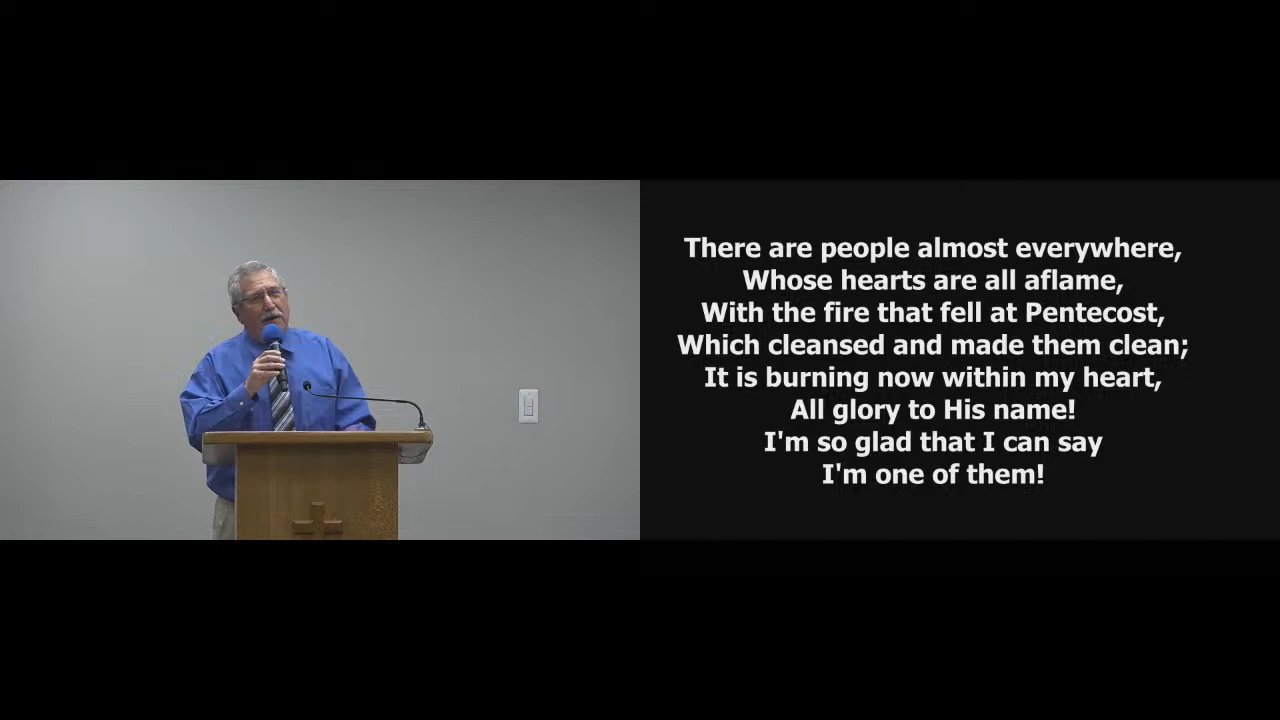 There are people almost everywhere,
Whose hearts are all aflame,
With the fire that fell at Pentecost,
Which cleansed and made them clean;
It is burning now within my heart,
All glory to His name!
I'm so glad that I can say
I'm one of them!